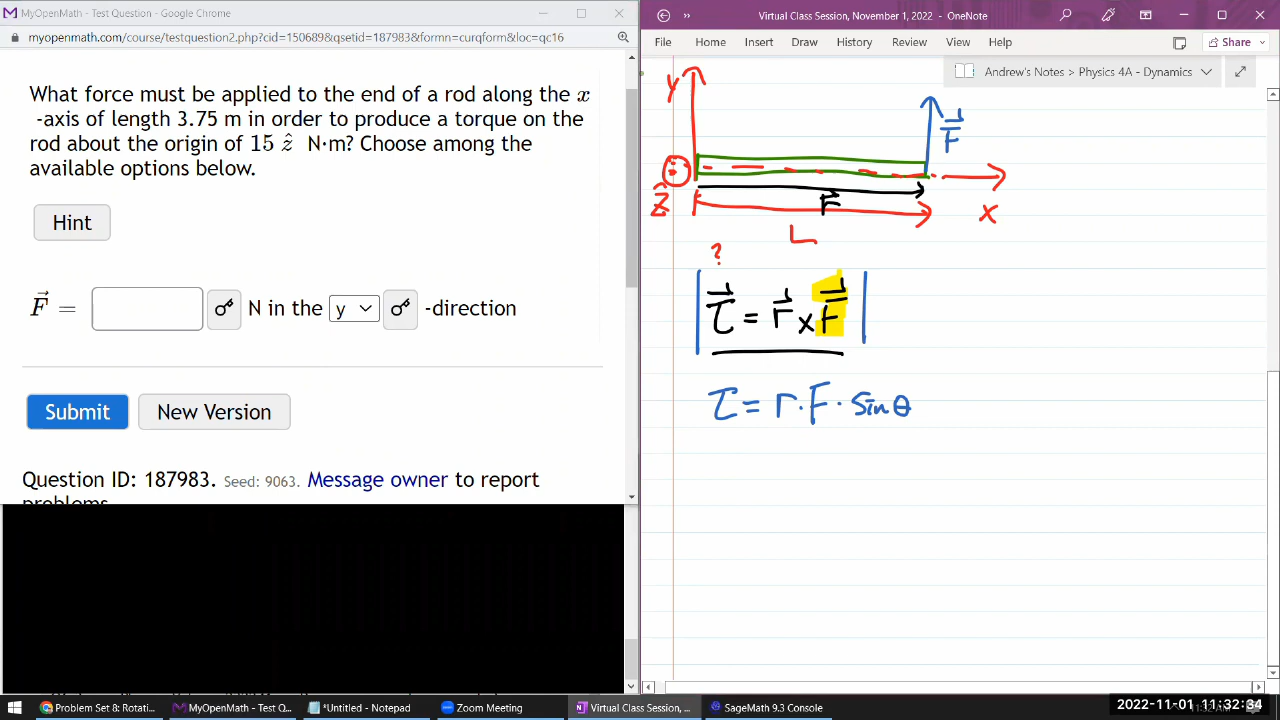 MyOpenMath - Test Question - Google Chrome
myopenmath.com/course/testquestion2.php?cid=150689&qsetid=187983&formn=curqform&loc=qc16
What force must be applied to the end of a rod along the x
-axis of length 3.75 m in order to produce a torque on the
rod about the origin of 15 ẑ N·m? Choose among the
available options below.
Hint
F⃗ = N in the y -direction
Submit
New Version
Question ID: 187983. Seed: 9063. Message owner to report
problems
Virtual Class Session, November 1, 2022 - OneNote
File Home Insert Draw History Review View Help
Share
Andrew's Notes - Physics 4A - Dynamics
y
F⃗
ẑ
r⃗
x
L
?
τ⃗ = r⃗ x F⃗
τ = r·F·sinθ
Problem Set & Rotati...
MyOpenMath - Test Q...
*Untitled - Notepad
Zoom Meeting
Virtual Class Session, ...
SageMath 9.3 Console
2022-11-01 11:32:34